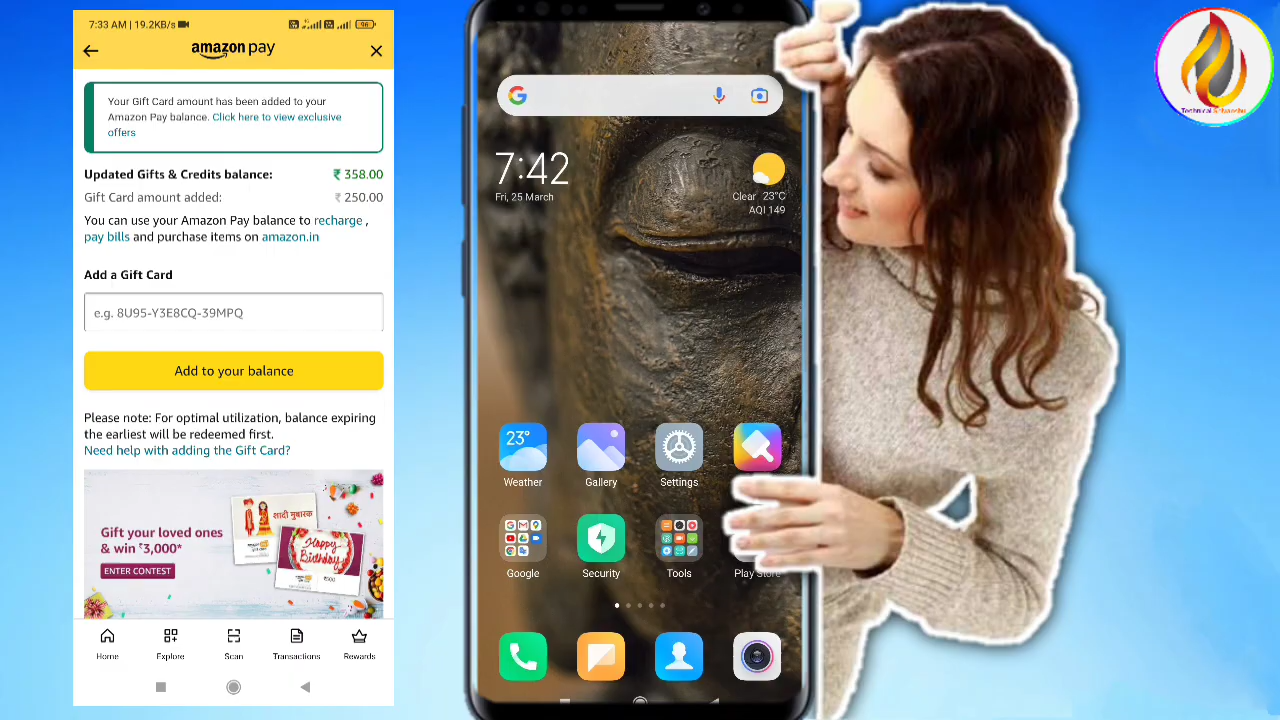 7:33 AM | 19.2KB/s
96
amazon pay
Your Gift Card amount has been added to your
Amazon Pay balance. Click here to view exclusive
offers
Updated Gifts & Credits balance: ₹ 358.00
Gift Card amount added: ₹ 250.00
You can use your Amazon Pay balance to recharge ,
pay bills and purchase items on amazon.in
Add a Gift Card
e.g. 8U95-Y3E8CQ-39MPQ
Add to your balance
Please note: For optimal utilization, balance expiring
the earliest will be redeemed first.
Need help with adding the Gift Card?
Gift your loved ones
& win ₹3,000*
ENTER CONTEST
शादी मुबारक
Happy
Birthday
Home Explore Scan Transactions Rewards
7:42
Fri, 25 March
Clear 23°C
AQI 149
23°
Weather Gallery Settings
Google Security Tools Play Store
Technical